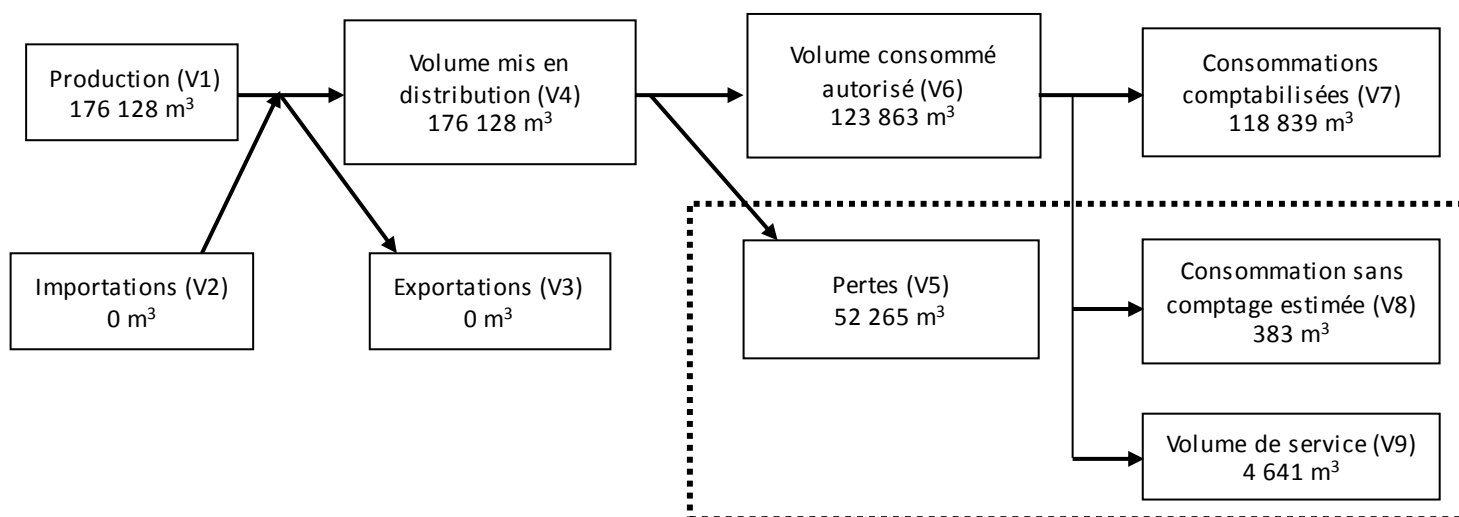 Production (V1)
176 128 m³
Volume mis en
distribution (V4)
176 128 m³
Volume consommé
autorisé (V6)
123 863 m³
Consommations
comptabilisées (V7)
118 839 m³
Importations (V2)
0 m³
Exportations (V3)
0 m³
Pertes (V5)
52 265 m³
Consommation sans
comptage estimée (V8)
383 m³
Volume de service (V9)
4 641 m³